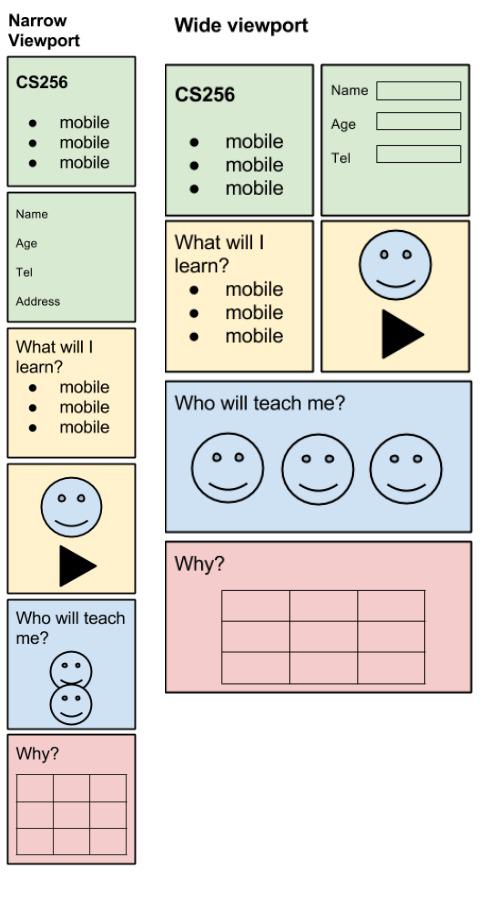 Narrow
Viewport
CS256
● mobile
● mobile
● mobile
Name
Age
Tel
Address
What will I
learn?
● mobile
● mobile
● mobile
Who will teach
me?
Why?
Wide viewport
CS256
● mobile
● mobile
● mobile
Name
Age
Tel
What will I
learn?
● mobile
● mobile
● mobile
Who will teach me?
Why?